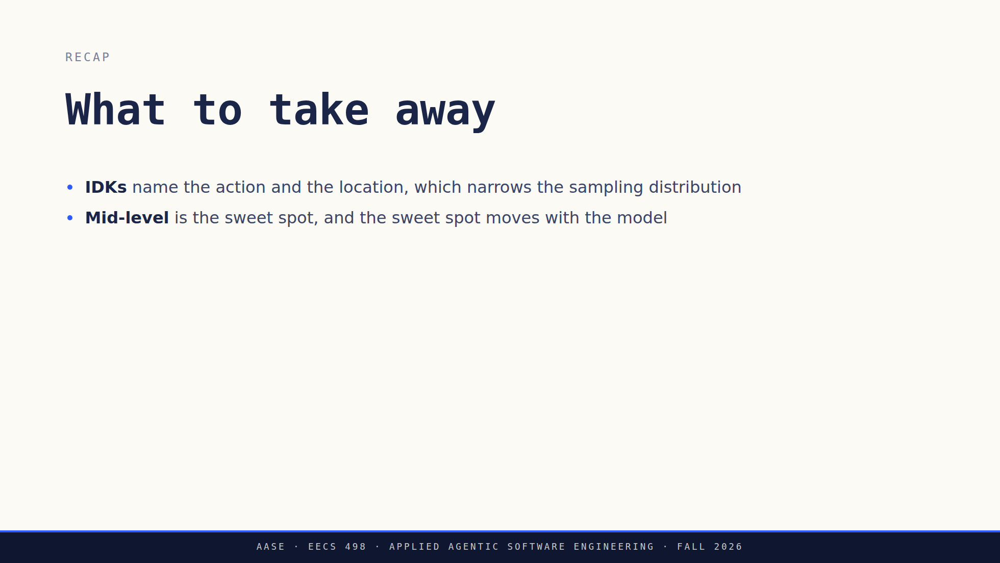 RECAP
What to take away
• IDKs name the action and the location, which narrows the sampling distribution
• Mid-level is the sweet spot, and the sweet spot moves with the model
AASE · EECS 498 · APPLIED AGENTIC SOFTWARE ENGINEERING · FALL 2026